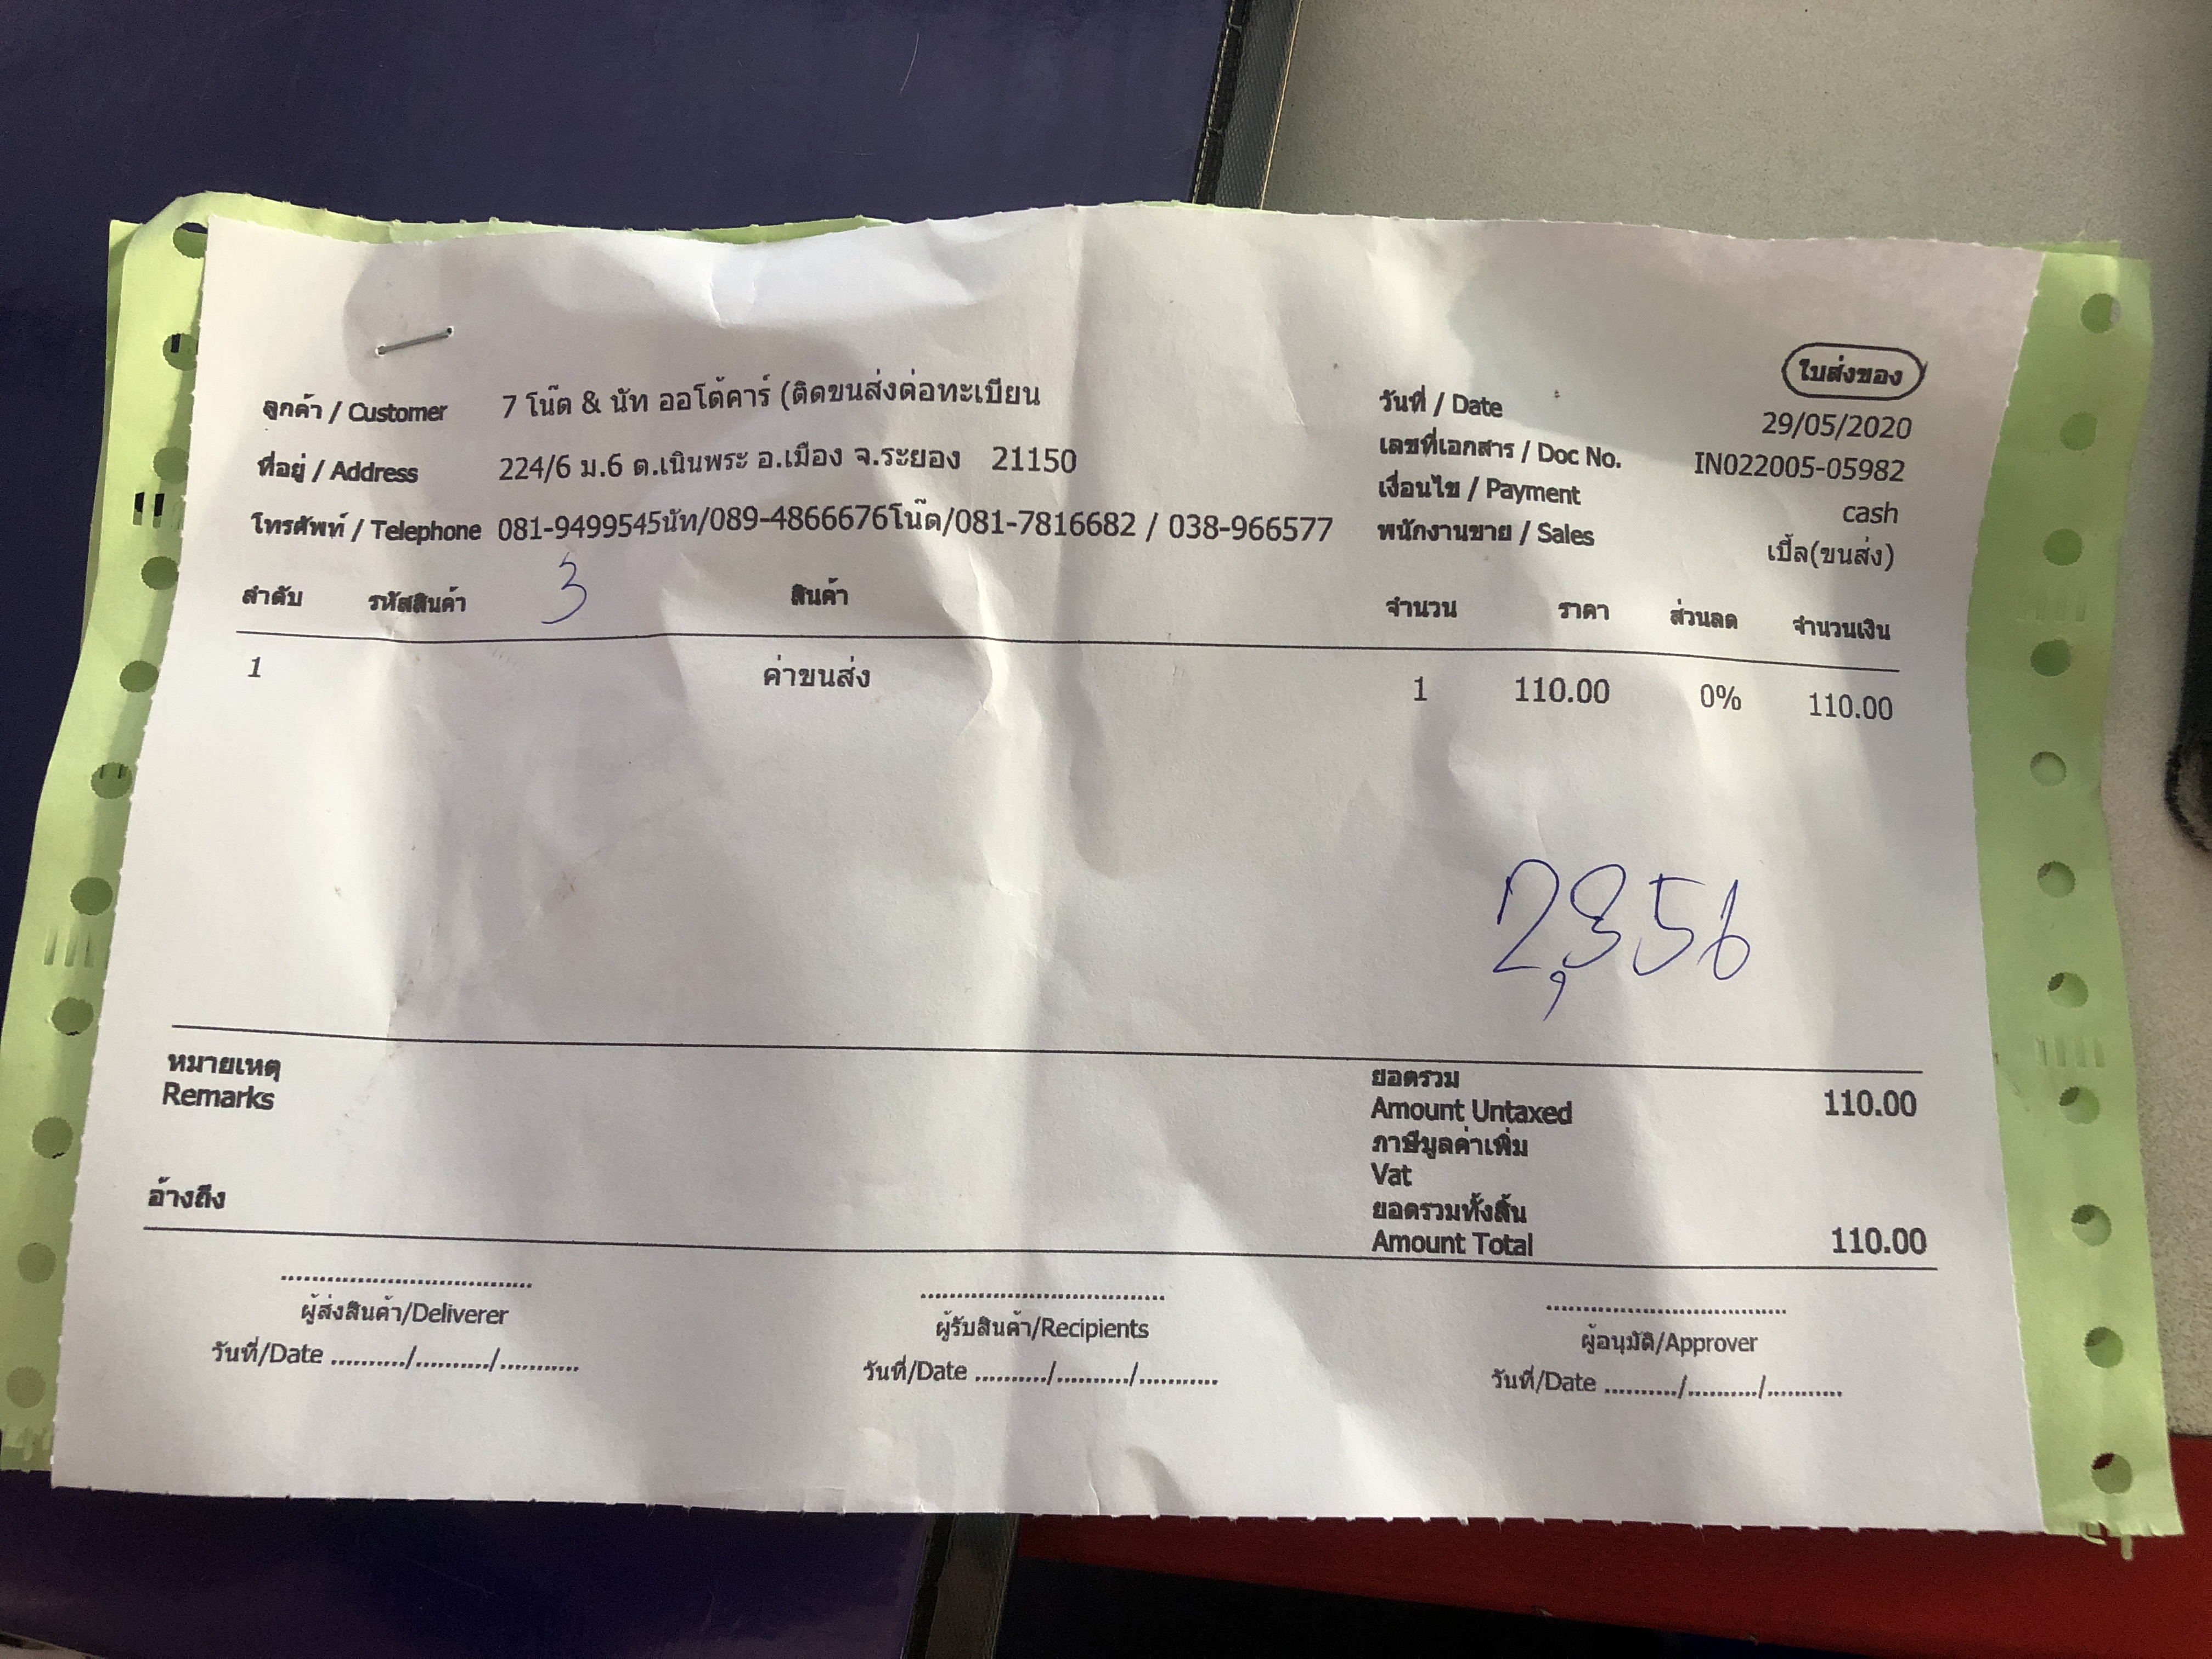 ใบส่งของ
ลูกค้า / Customer 7 โน๊ต & นัท ออโต้คาร์ (ติดขนส่งต่อทะเบียน
วันที่ / Date 29/05/2020
ที่อยู่ / Address 224/6 ม.6 ต.เนินพระ อ.เมือง จ.ระยอง 21150
เลขที่เอกสาร / Doc No. IN022005-05982
เงื่อนไข / Payment cash
โทรศัพท์ / Telephone 081-9499545นัท/089-4866676โน๊ต/081-7816682 / 038-966577
พนักงานขาย / Sales เบิ้ล(ขนส่ง)
3
ลำดับ รหัสสินค้า สินค้า จำนวน ราคา ส่วนลด จำนวนเงิน
1 ค่าขนส่ง 1 110.00 0% 110.00
2,356
หมายเหตุ
Remarks
ยอดรวม
Amount Untaxed 110.00
ภาษีมูลค่าเพิ่ม
Vat
อ้างถึง
ยอดรวมทั้งสิ้น
Amount Total 110.00
ผู้ส่งสินค้า/Deliverer ผู้รับสินค้า/Recipients ผู้อนุมัติ/Approver
วันที่/Date ........../........../........... วันที่/Date ........../........../........... วันที่/Date ........../........../...........